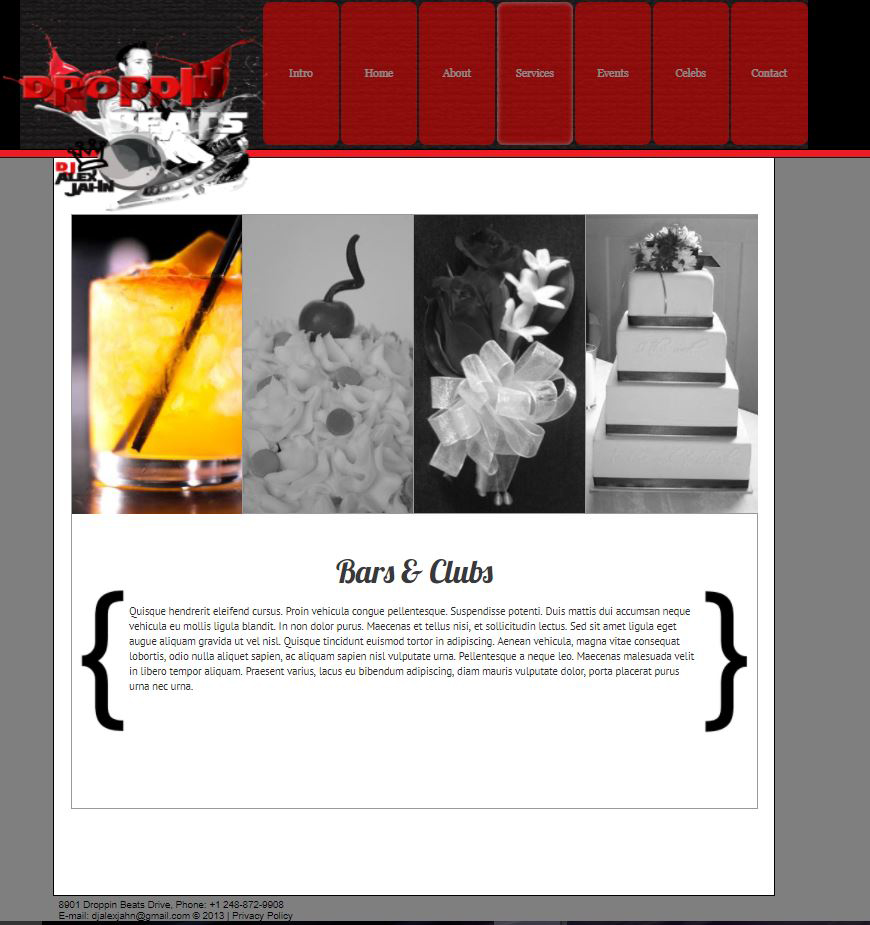 DROPPIN
BEATS
DJ
ALEX
JAHN
Intro Home About Services Events Celebs Contact
Bars & Clubs
Quisque hendrerit eleifend cursus. Proin vehicula congue pellentesque. Suspendisse potenti. Duis mattis dui accumsan neque
vehicula eu mollis ligula blandit. In non dolor purus. Maecenas et tellus nisi, et sollicitudin lectus. Sed sit amet ligula eget
augue aliquam gravida ut vel nisl. Quisque tincidunt euismod tortor in adipiscing. Aenean vehicula, magna vitae consequat
lobortis, odio nulla aliquet sapien, ac aliquam sapien nisl vulputate urna. Pellentesque a neque leo. Maecenas malesuada velit
in libero tempor aliquam. Praesent varius, lacus eu bibendum adipiscing, diam mauris vulputate dolor, porta placerat purus
urna nec urna.
8901 Droppin Beats Drive, Phone: +1 248-872-9908
E-mail: djalexjahn@gmail.com © 2013 | Privacy Policy